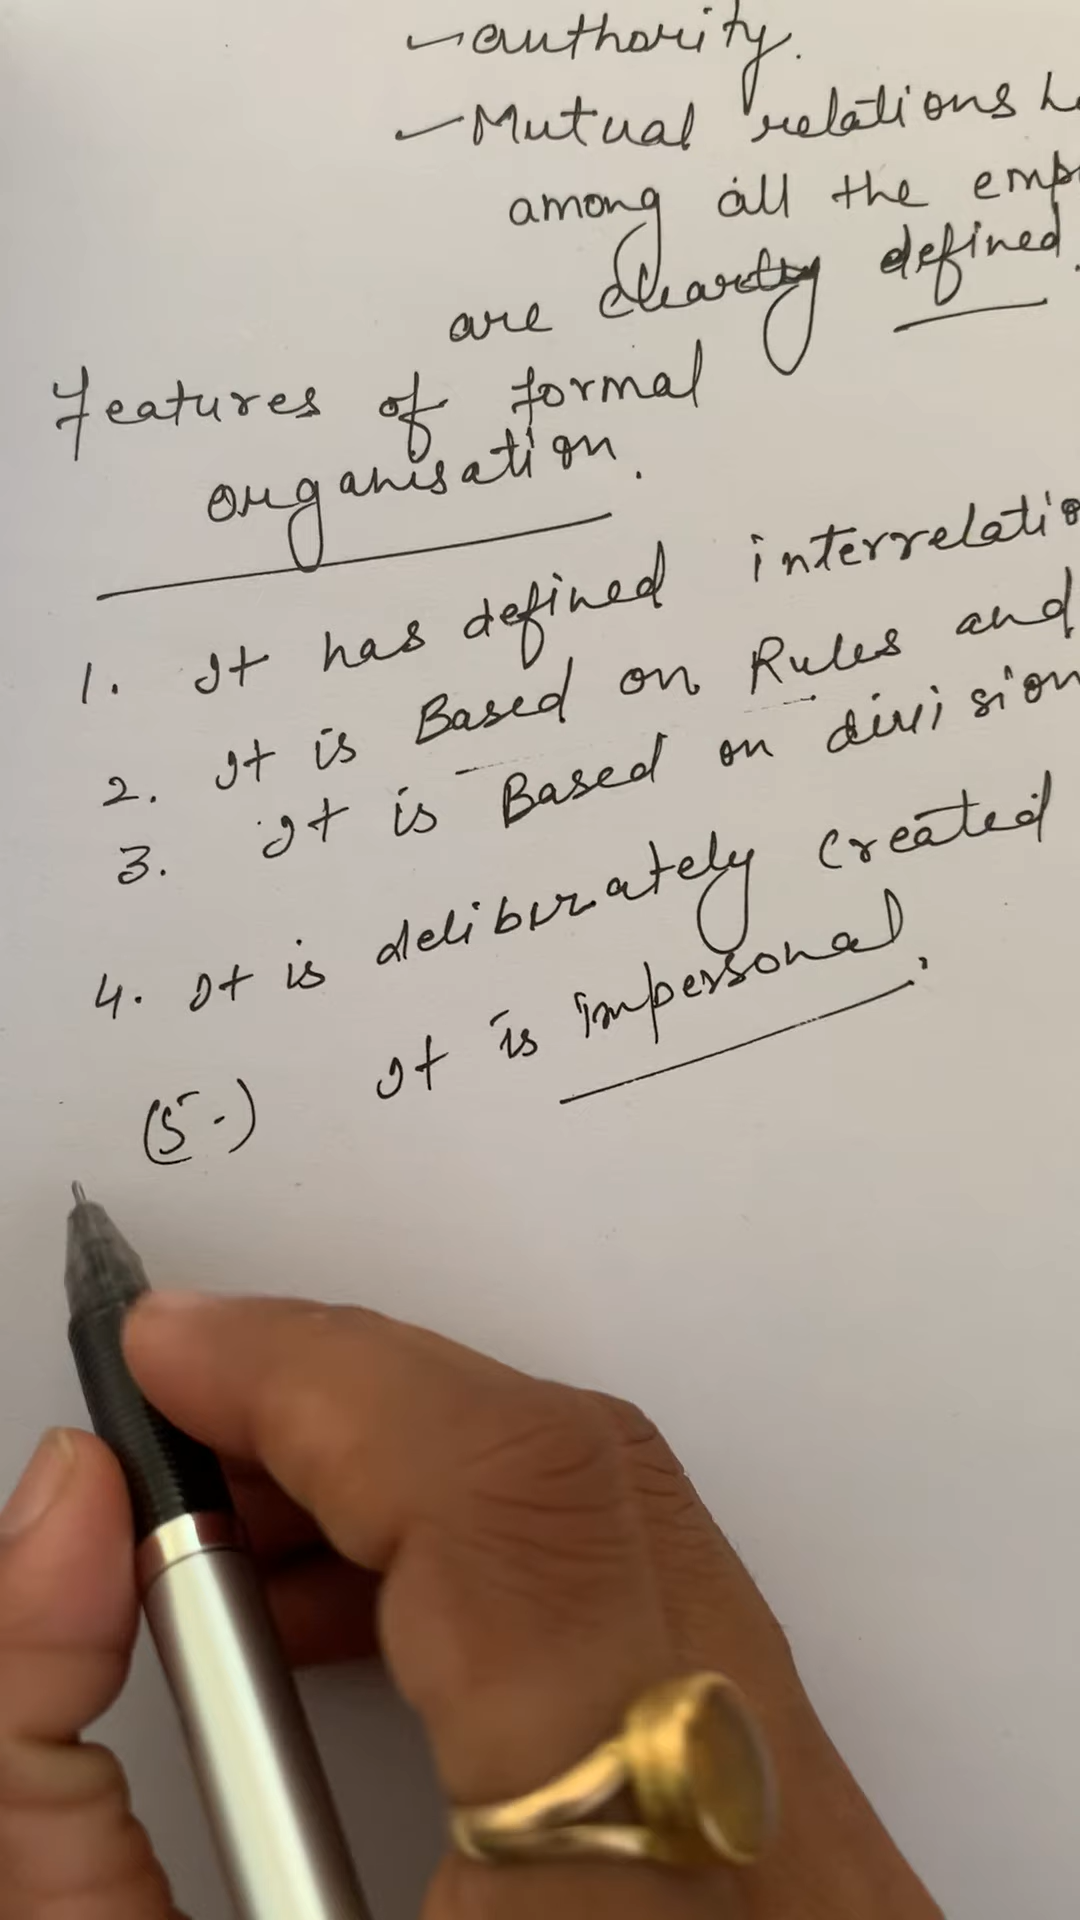 - authority.
- Mutual relations
among all the
are clearly defined.
Features of formal
organisation.
1. It has defined
2. It is Based on Rules and
3. It is Based on division
4. It is deliberately created
(5.) It is impersonal.